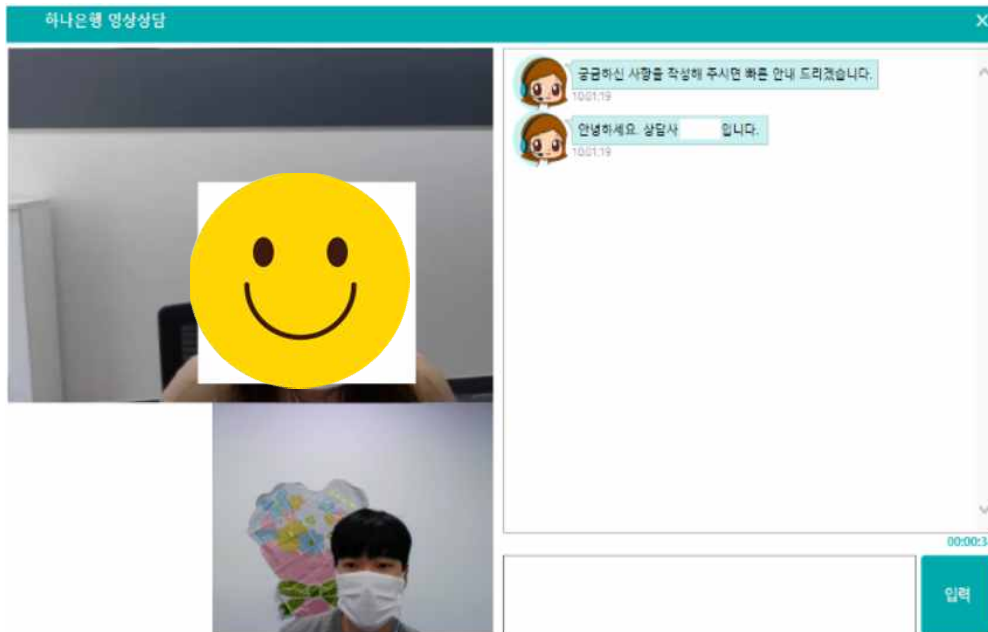 하나은행 영상상담
궁금하신 사항을 작성해 주시면 빠른 안내 드리겠습니다.
10:01:19
안녕하세요. 상담사 입니다.
10:01:19
00:00:3
입력